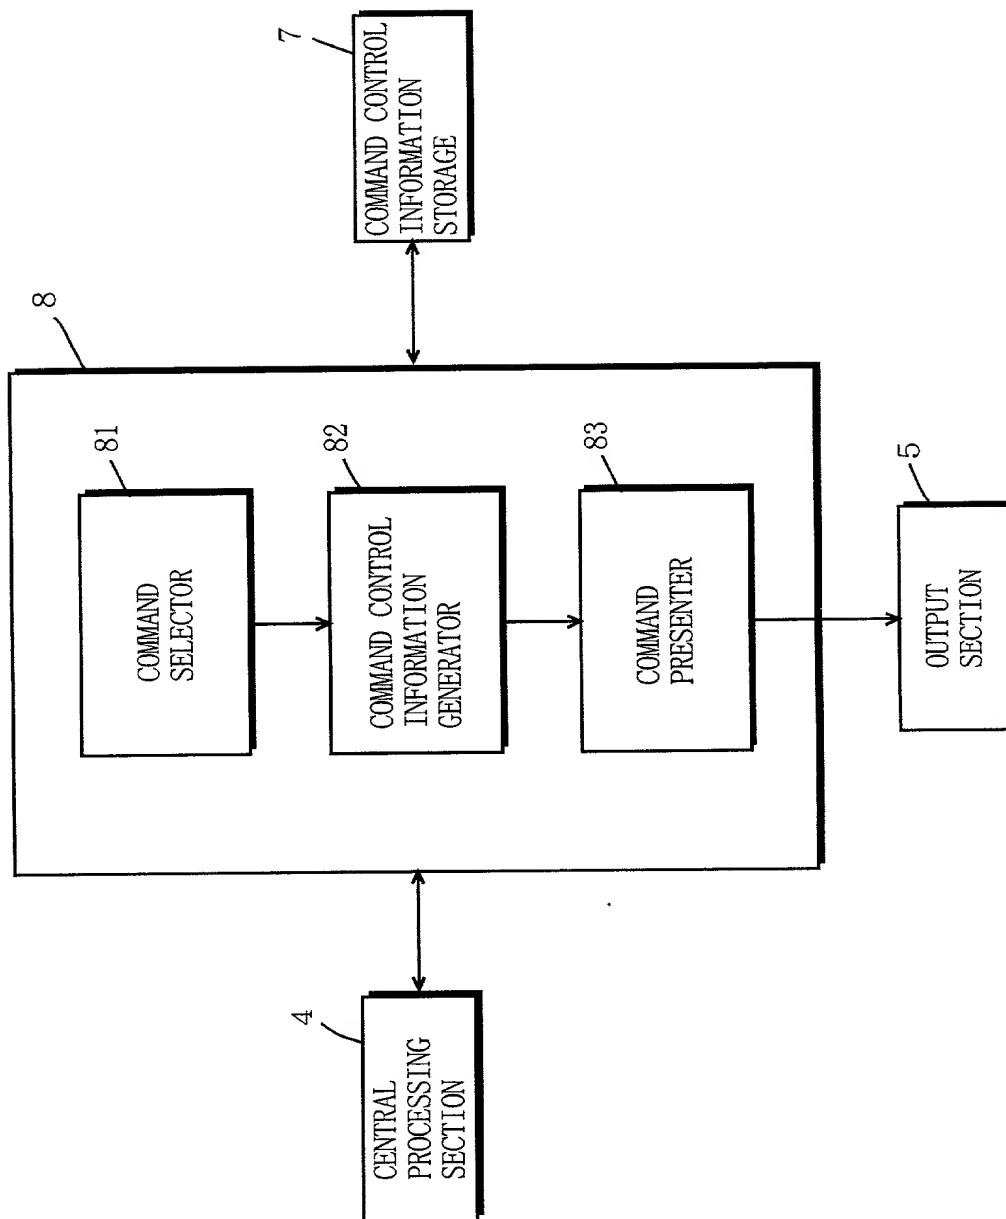 7
COMMAND CONTROL
INFORMATION
STORAGE
8
81
COMMAND
SELECTOR
82
COMMAND CONTROL
INFORMATION
GENERATOR
83
COMMAND
PRESENTER
5
OUTPUT
SECTION
4
CENTRAL
PROCESSING
SECTION